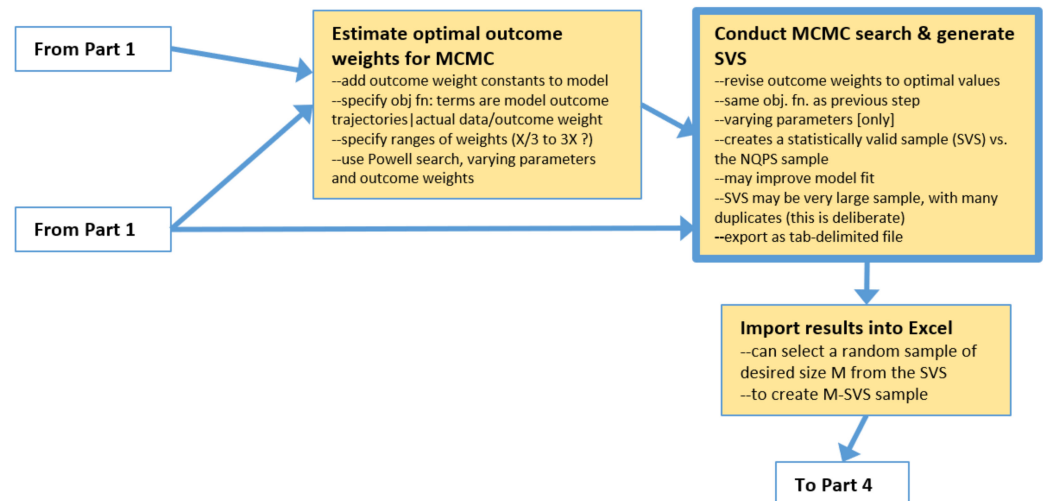 From Part 1
Estimate optimal outcome
weights for MCMC
--add outcome weight constants to model
--specify obj fn: terms are model outcome
trajectories|actual data/outcome weight
--specify ranges of weights (X/3 to 3X ?)
--use Powell search, varying parameters
and outcome weights
Conduct MCMC search & generate
SVS
--revise outcome weights to optimal values
--same obj. fn. as previous step
--varying parameters [only]
--creates a statistically valid sample (SVS) vs.
the NQPS sample
--may improve model fit
--SVS may be very large sample, with many
duplicates (this is deliberate)
--export as tab-delimited file
From Part 1
Import results into Excel
--can select a random sample of
desired size M from the SVS
--to create M-SVS sample
To Part 4